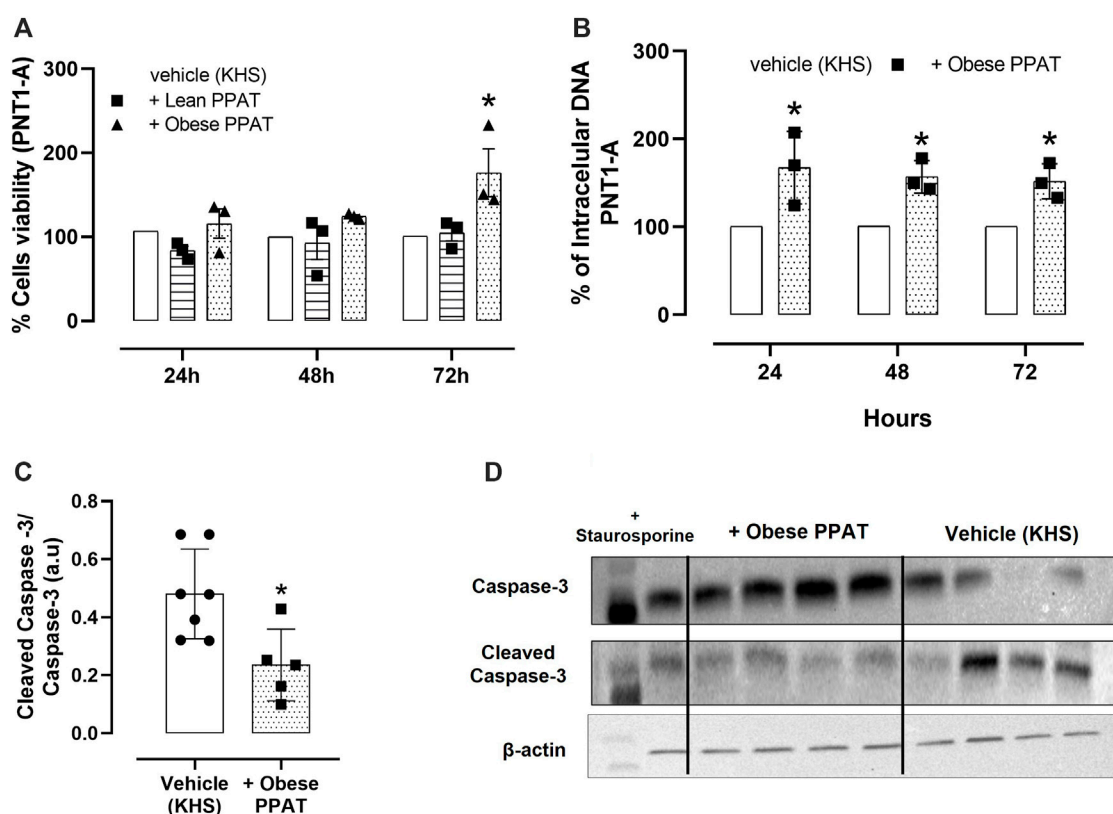 A
% Cells viability (PNT1-A)
300
200
100
0
vehicle (KHS)
+ Lean PPAT
+ Obese PPAT
*
24h
48h
72h
B
% of Intracelular DNA
PNT1-A
300
200
150
100
0
vehicle (KHS)
+ Obese PPAT
*
*
*
24
48
72
Hours
C
Cleaved Caspase -3/
Caspase-3 (a.u)
0.8
0.6
0.4
0.2
0.0
*
Vehicle
(KHS)
+ Obese
PPAT
D
+
Staurosporine
+ Obese PPAT
Vehicle (KHS)
Caspase-3
Cleaved
Caspase-3
β-actin